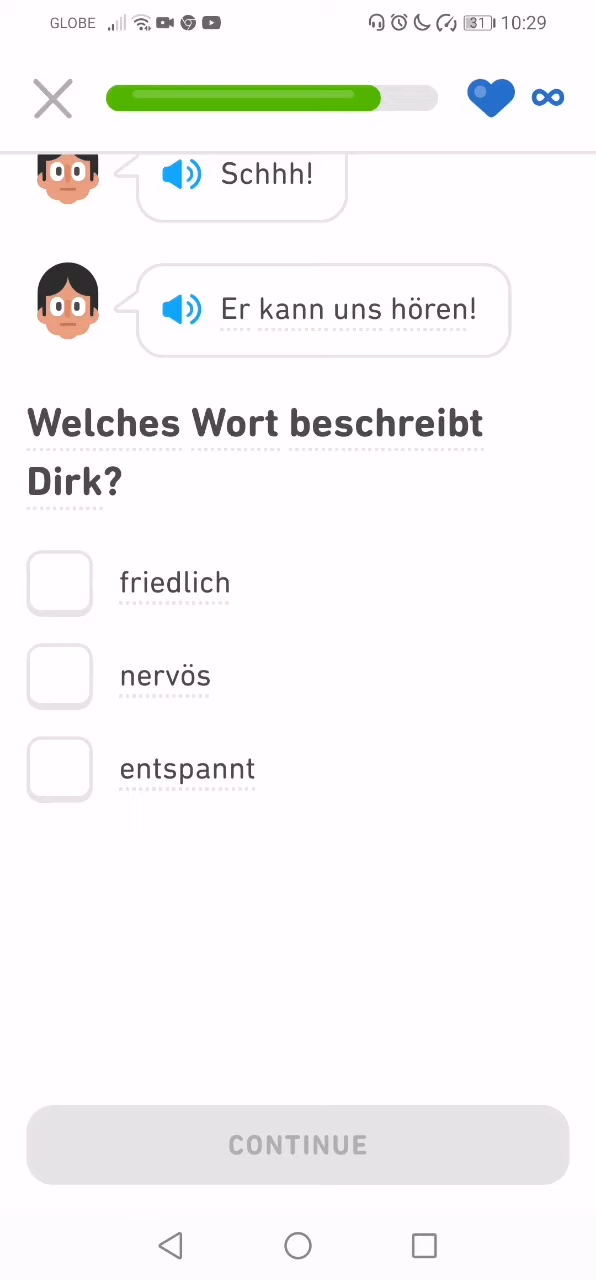 GLOBE 31 10:29
Schhh!
Er kann uns hören!
Welches Wort beschreibt
Dirk?
friedlich
nervös
entspannt
CONTINUE